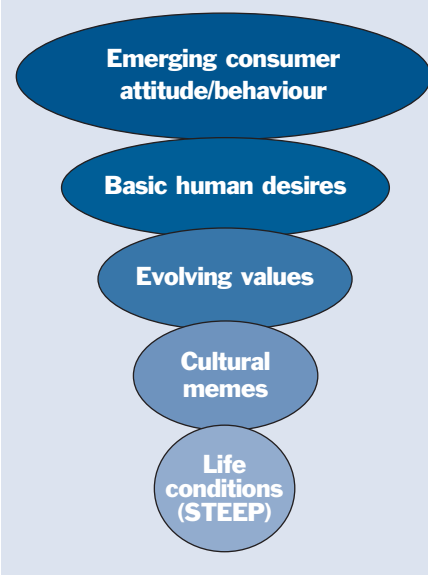 Emerging consumer
attitude/behaviour
Basic human desires
Evolving values
Cultural
memes
Life
conditions
(STEEP)